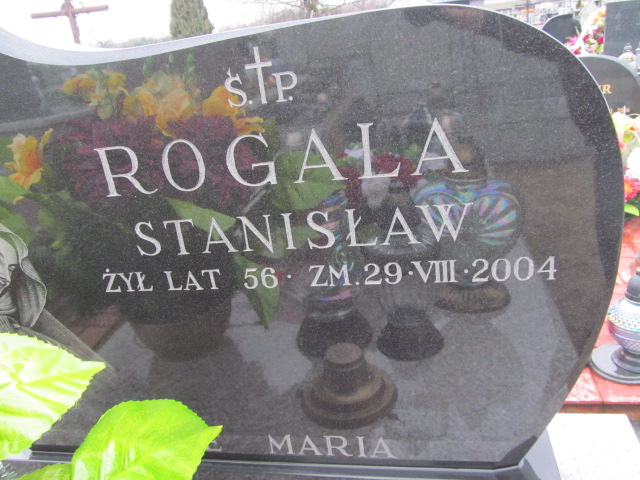 Ś.†P.
ROGALA
STANISŁAW
ŻYŁ LAT 56 · ZM. 29 · VIII · 2004
MARIA